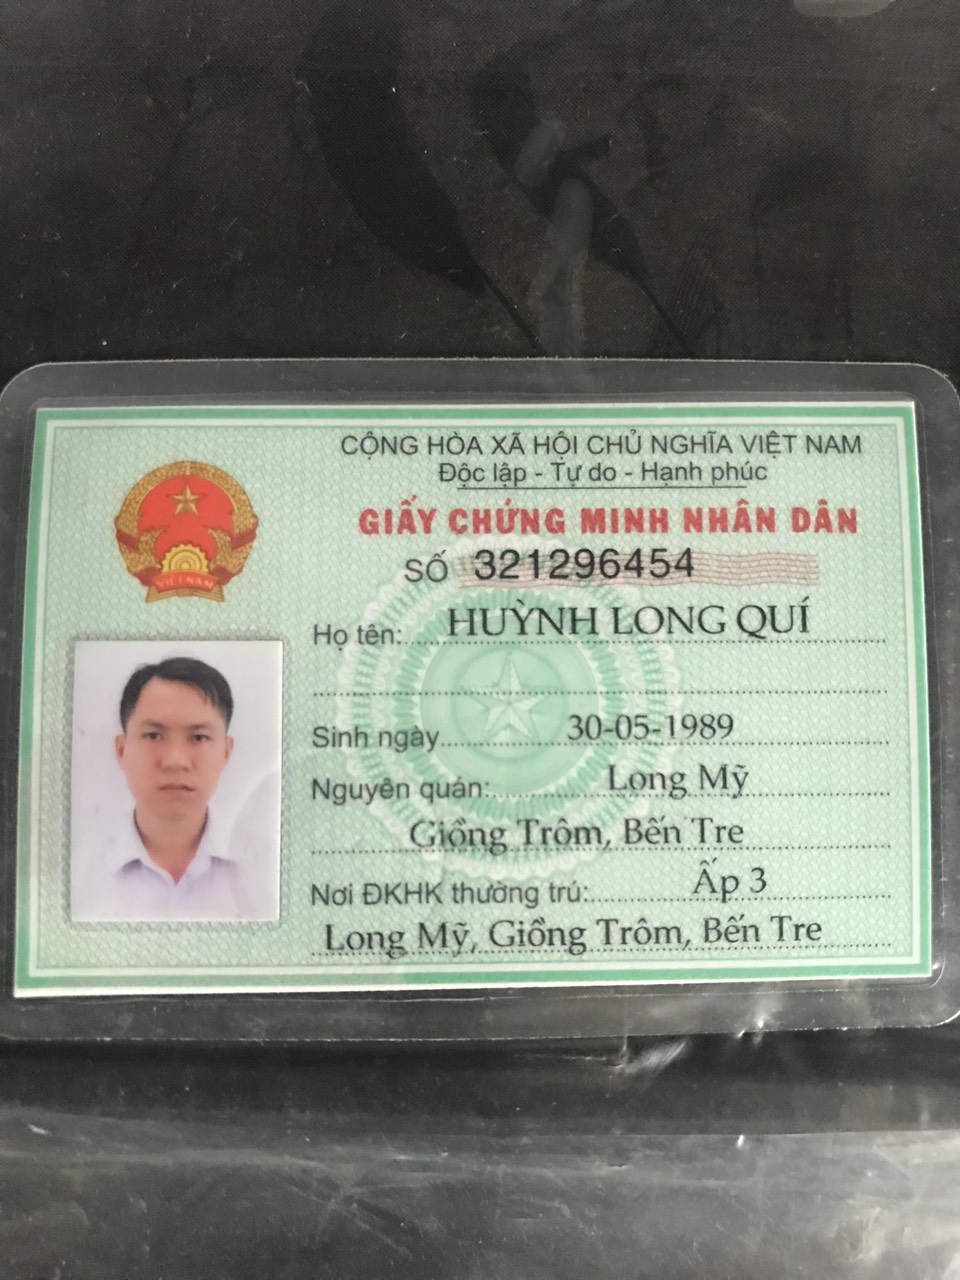 CỘNG HÒA XÃ HỘI CHỦ NGHĨA VIỆT NAM
Độc lập - Tự do - Hạnh phúc
GIẤY CHỨNG MINH NHÂN DÂN
SỐ 321296454
Họ tên: HUỲNH LONG QUÍ
Sinh ngày 30-05-1989
Nguyên quán: Long Mỹ
Giồng Trôm, Bến Tre
Nơi ĐKHK thường trú: Ấp 3
Long Mỹ, Giồng Trôm, Bến Tre
VIỆT NAM